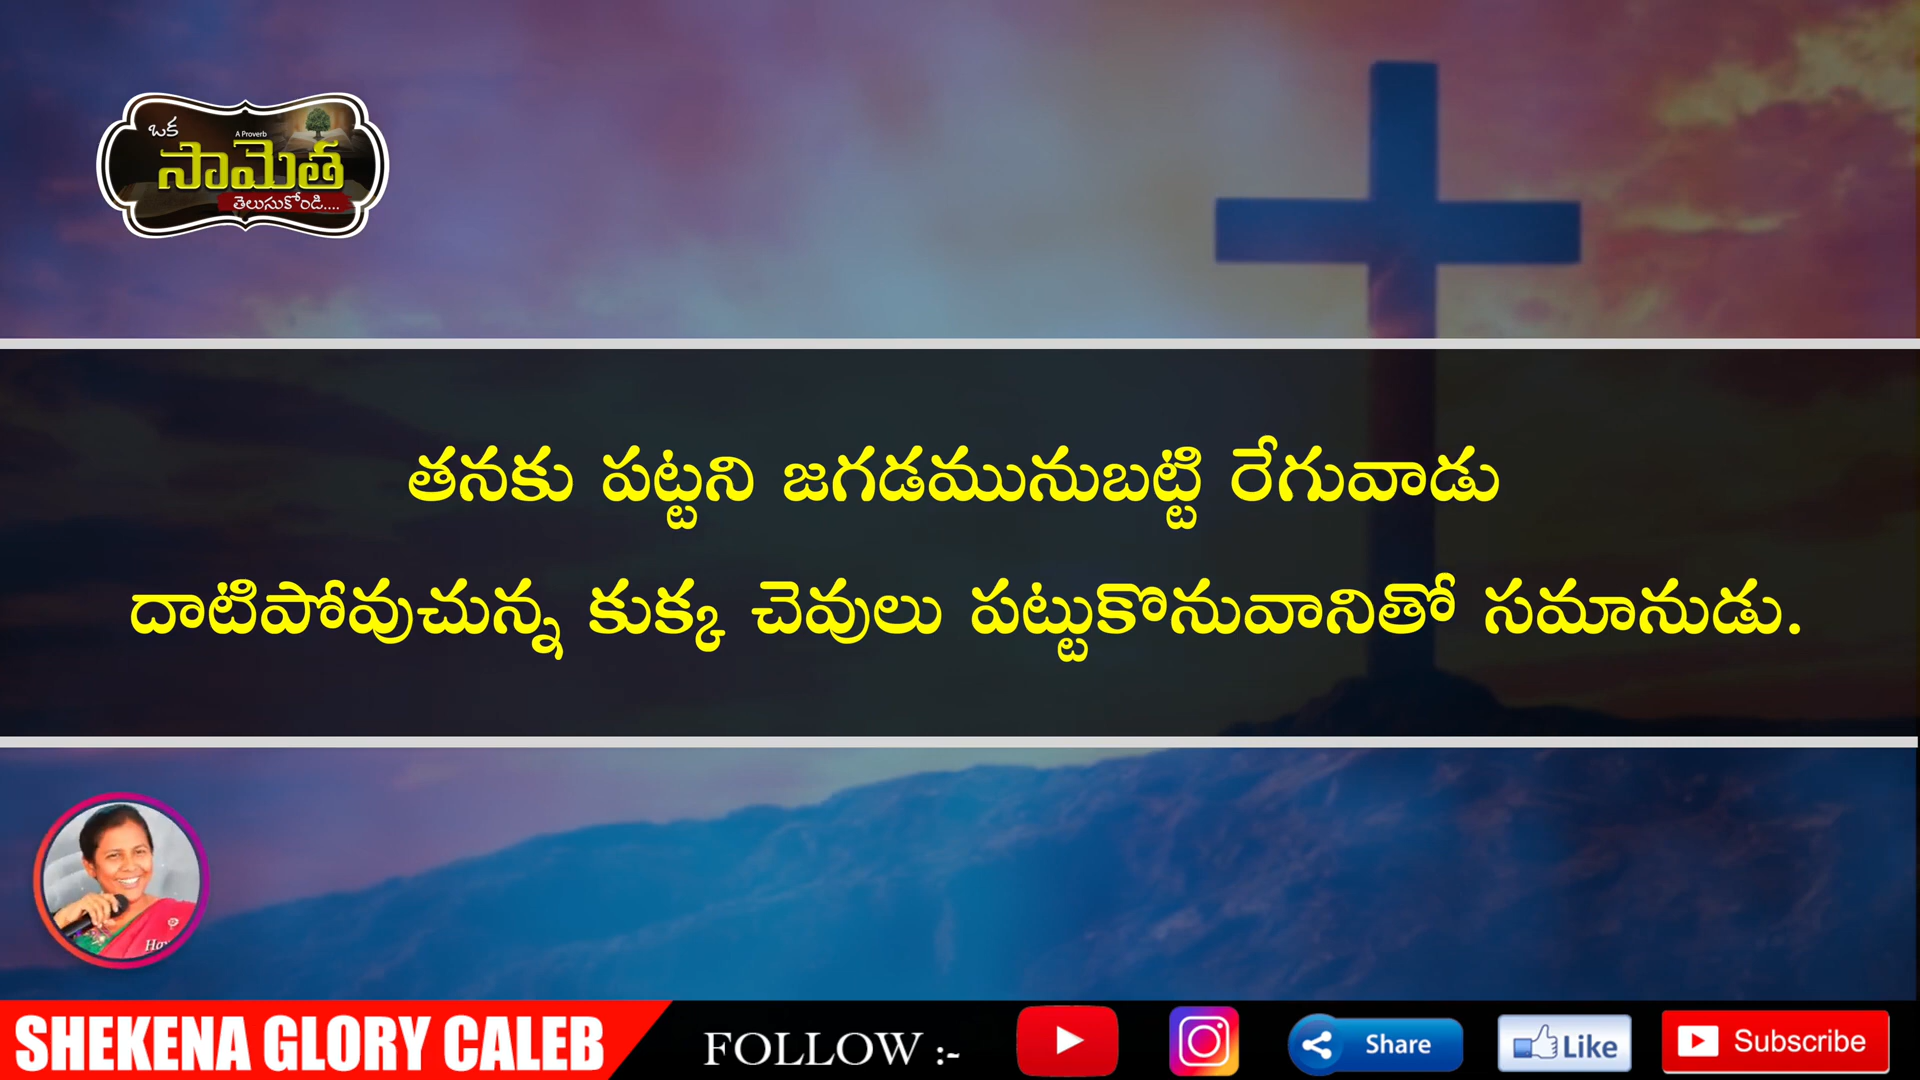 ఒక
A Proverb
సామెత
తెలుసుకోండి....
తనకు పట్టని జగడమునుబట్టి రేగువాడు
దాటిపోవుచున్న కుక్క చెవులు పట్టుకొనువానితో సమానుడు.
SHEKENA GLORY CALEB
FOLLOW :-
Share
Like
Subscribe